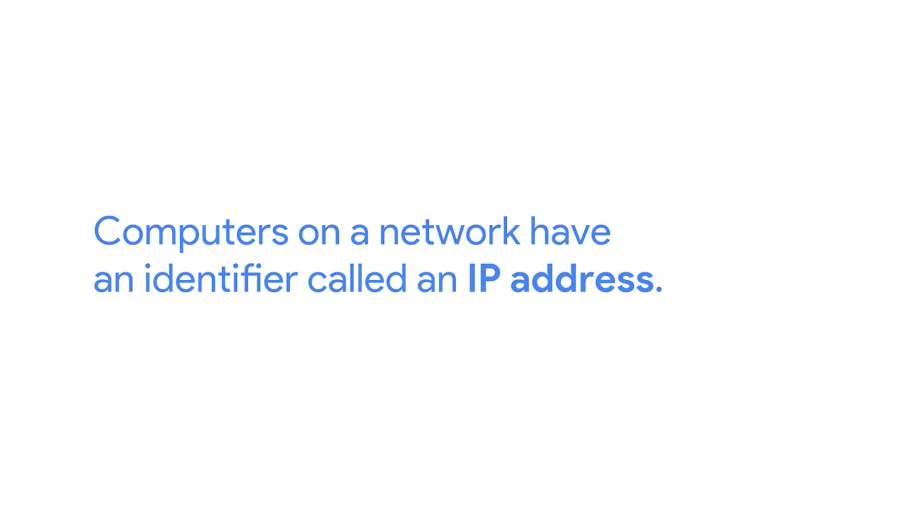 Computers on a network have
an identifier called an IP address.